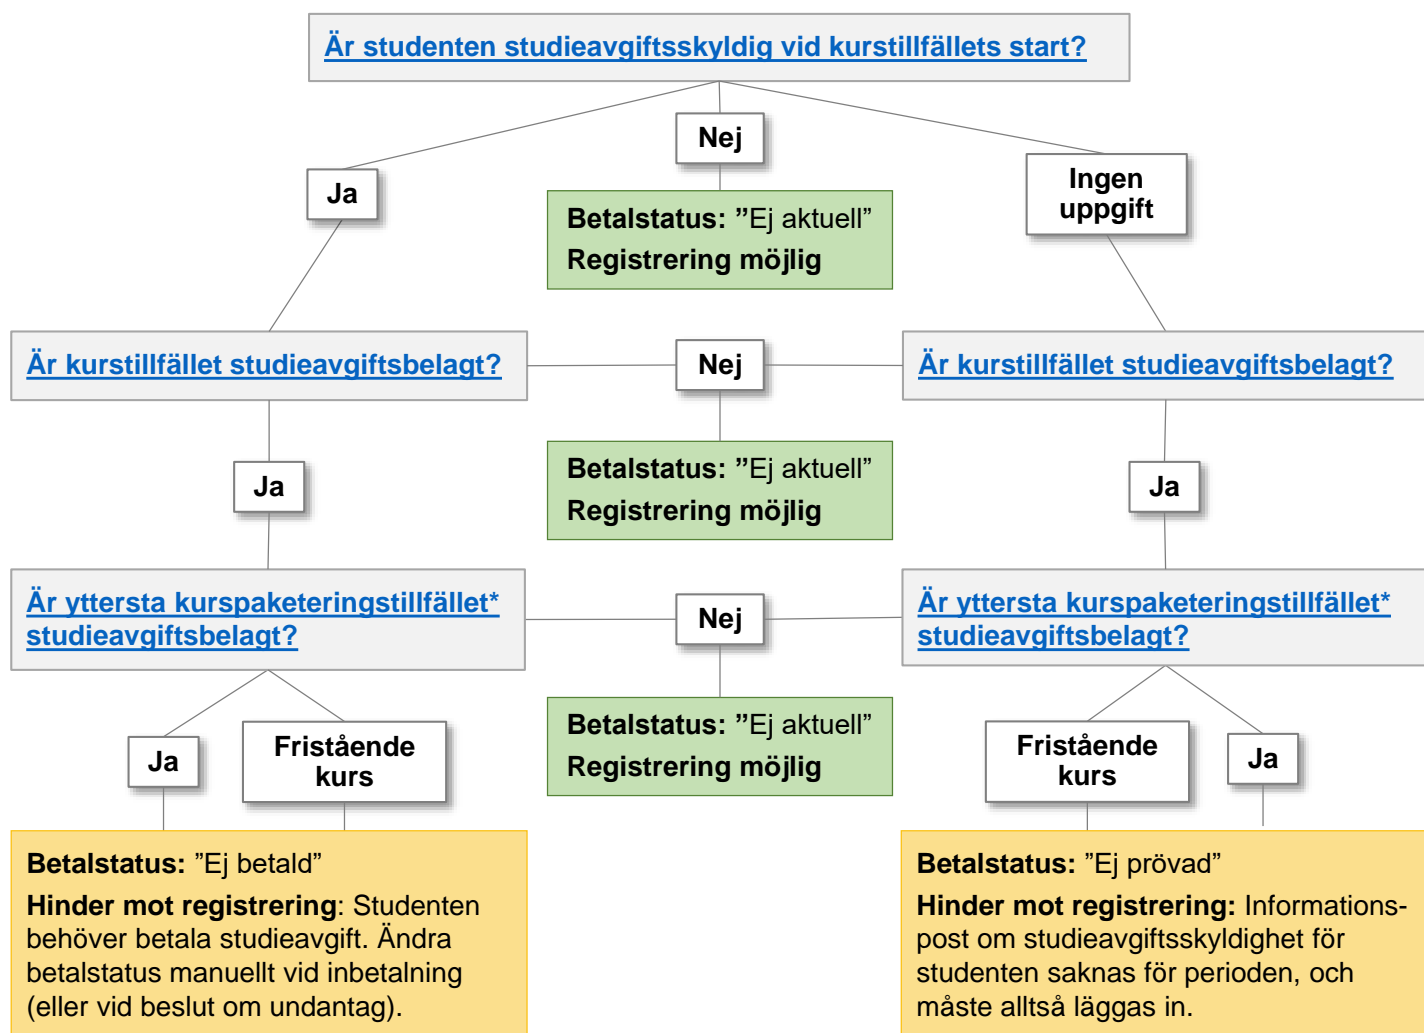 Är studenten studieavgiftsskyldig vid kurstillfällets start?
Nej
Ja
Ingen
uppgift
Betalstatus: ”Ej aktuell”
Registrering möjlig
Är kurstillfället studieavgiftsbelagt?
Nej
Är kurstillfället studieavgiftsbelagt?
Betalstatus: ”Ej aktuell”
Registrering möjlig
Ja
Ja
Är yttersta kurspaketeringstillfället*
studieavgiftsbelagt?
Nej
Är yttersta kurspaketeringstillfället*
studieavgiftsbelagt?
Betalstatus: ”Ej aktuell”
Registrering möjlig
Ja
Fristående
kurs
Fristående
kurs
Ja
Betalstatus: ”Ej betald”
Hinder mot registrering: Studenten
behöver betala studieavgift. Ändra
betalstatus manuellt vid inbetalning
(eller vid beslut om undantag).
Betalstatus: ”Ej prövad”
Hinder mot registrering: Informations-
post om studieavgiftsskyldighet för
studenten saknas för perioden, och
måste alltså läggas in.